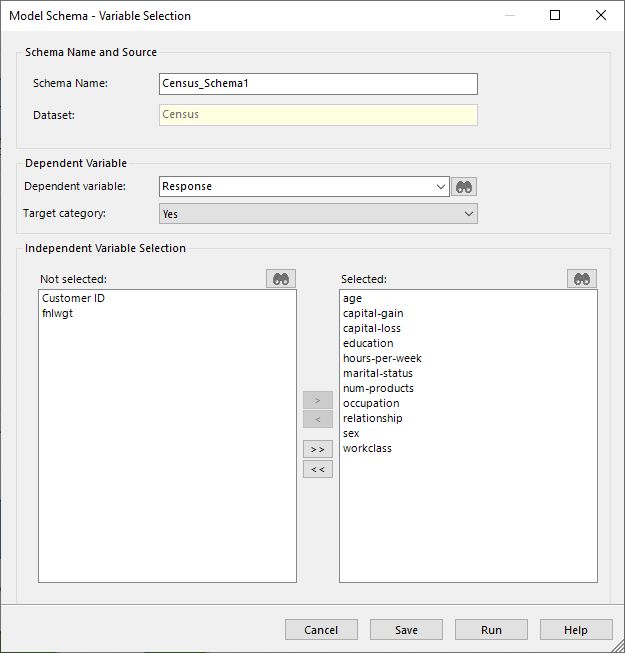 Model Schema - Variable Selection
Schema Name and Source
Schema Name: Census_Schema1
Dataset: Census
Dependent Variable
Dependent variable: Response
Target category: Yes
Independent Variable Selection
Not selected:
Customer ID
fnlwgt
>
<
>>
<<
Selected:
age
capital-gain
capital-loss
education
hours-per-week
marital-status
num-products
occupation
relationship
sex
workclass
Cancel Save Run Help